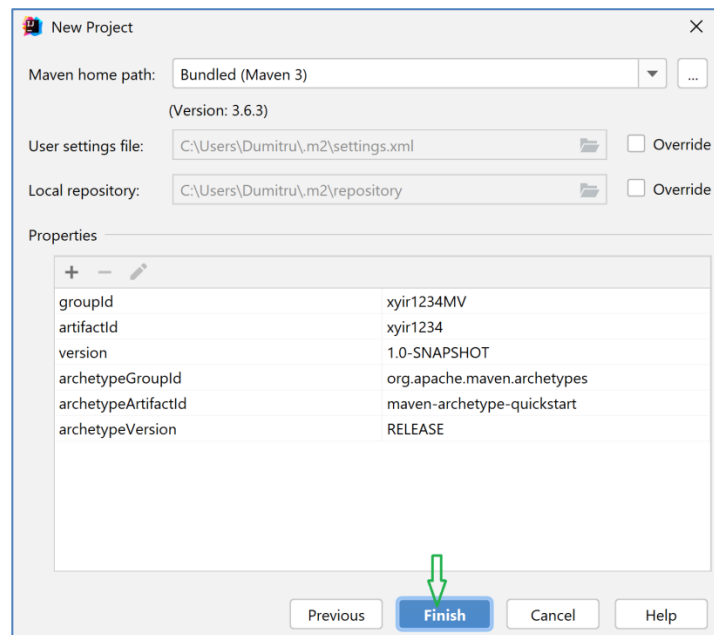 New Project
Maven home path: Bundled (Maven 3) ...
(Version: 3.6.3)
User settings file: C:\Users\Dumitru\.m2\settings.xml Override
Local repository: C:\Users\Dumitru\.m2\repository Override
Properties
groupId xyir1234MV
artifactId xyir1234
version 1.0-SNAPSHOT
archetypeGroupId org.apache.maven.archetypes
archetypeArtifactId maven-archetype-quickstart
archetypeVersion RELEASE
Previous Finish Cancel Help